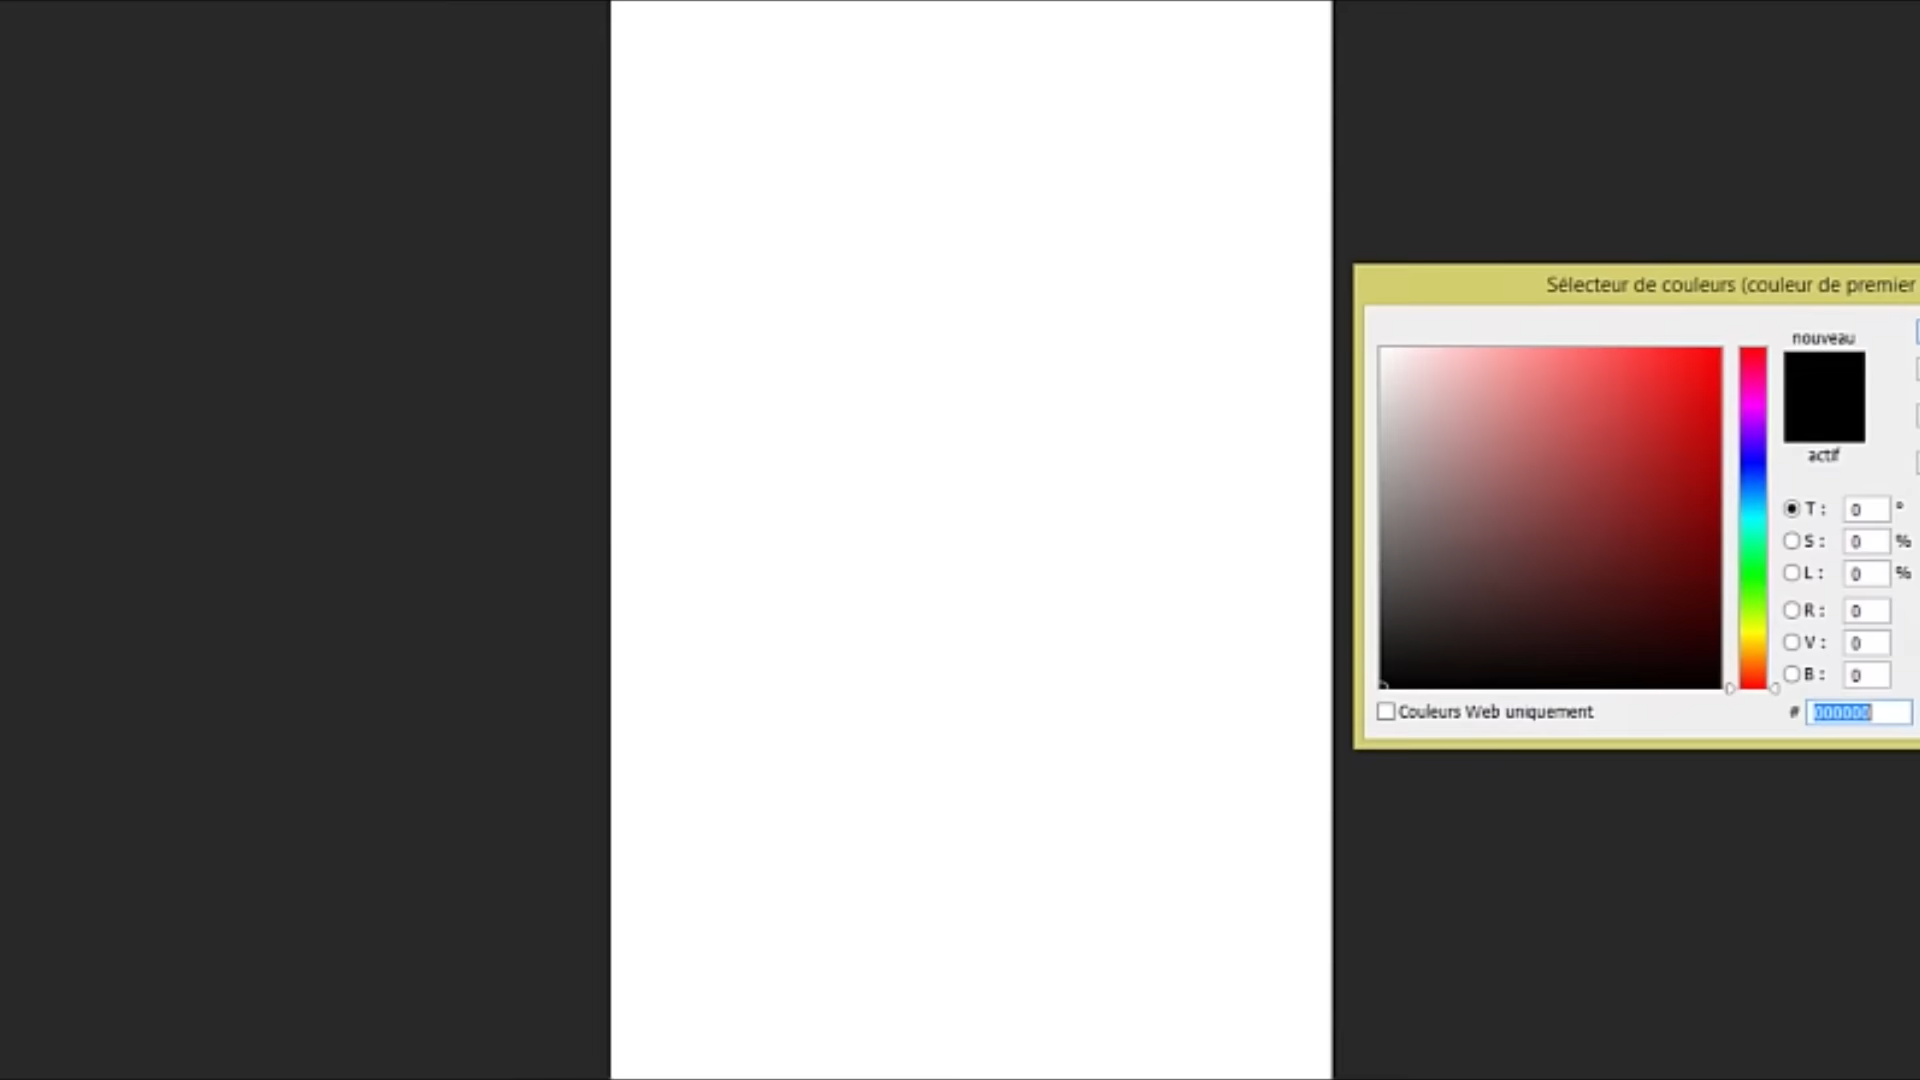 Sélecteur de couleurs (couleur de premier
nouveau
actif
T : 0 °
S : 0 %
L : 0 %
R : 0
V : 0
B : 0
Couleurs Web uniquement
# 000000